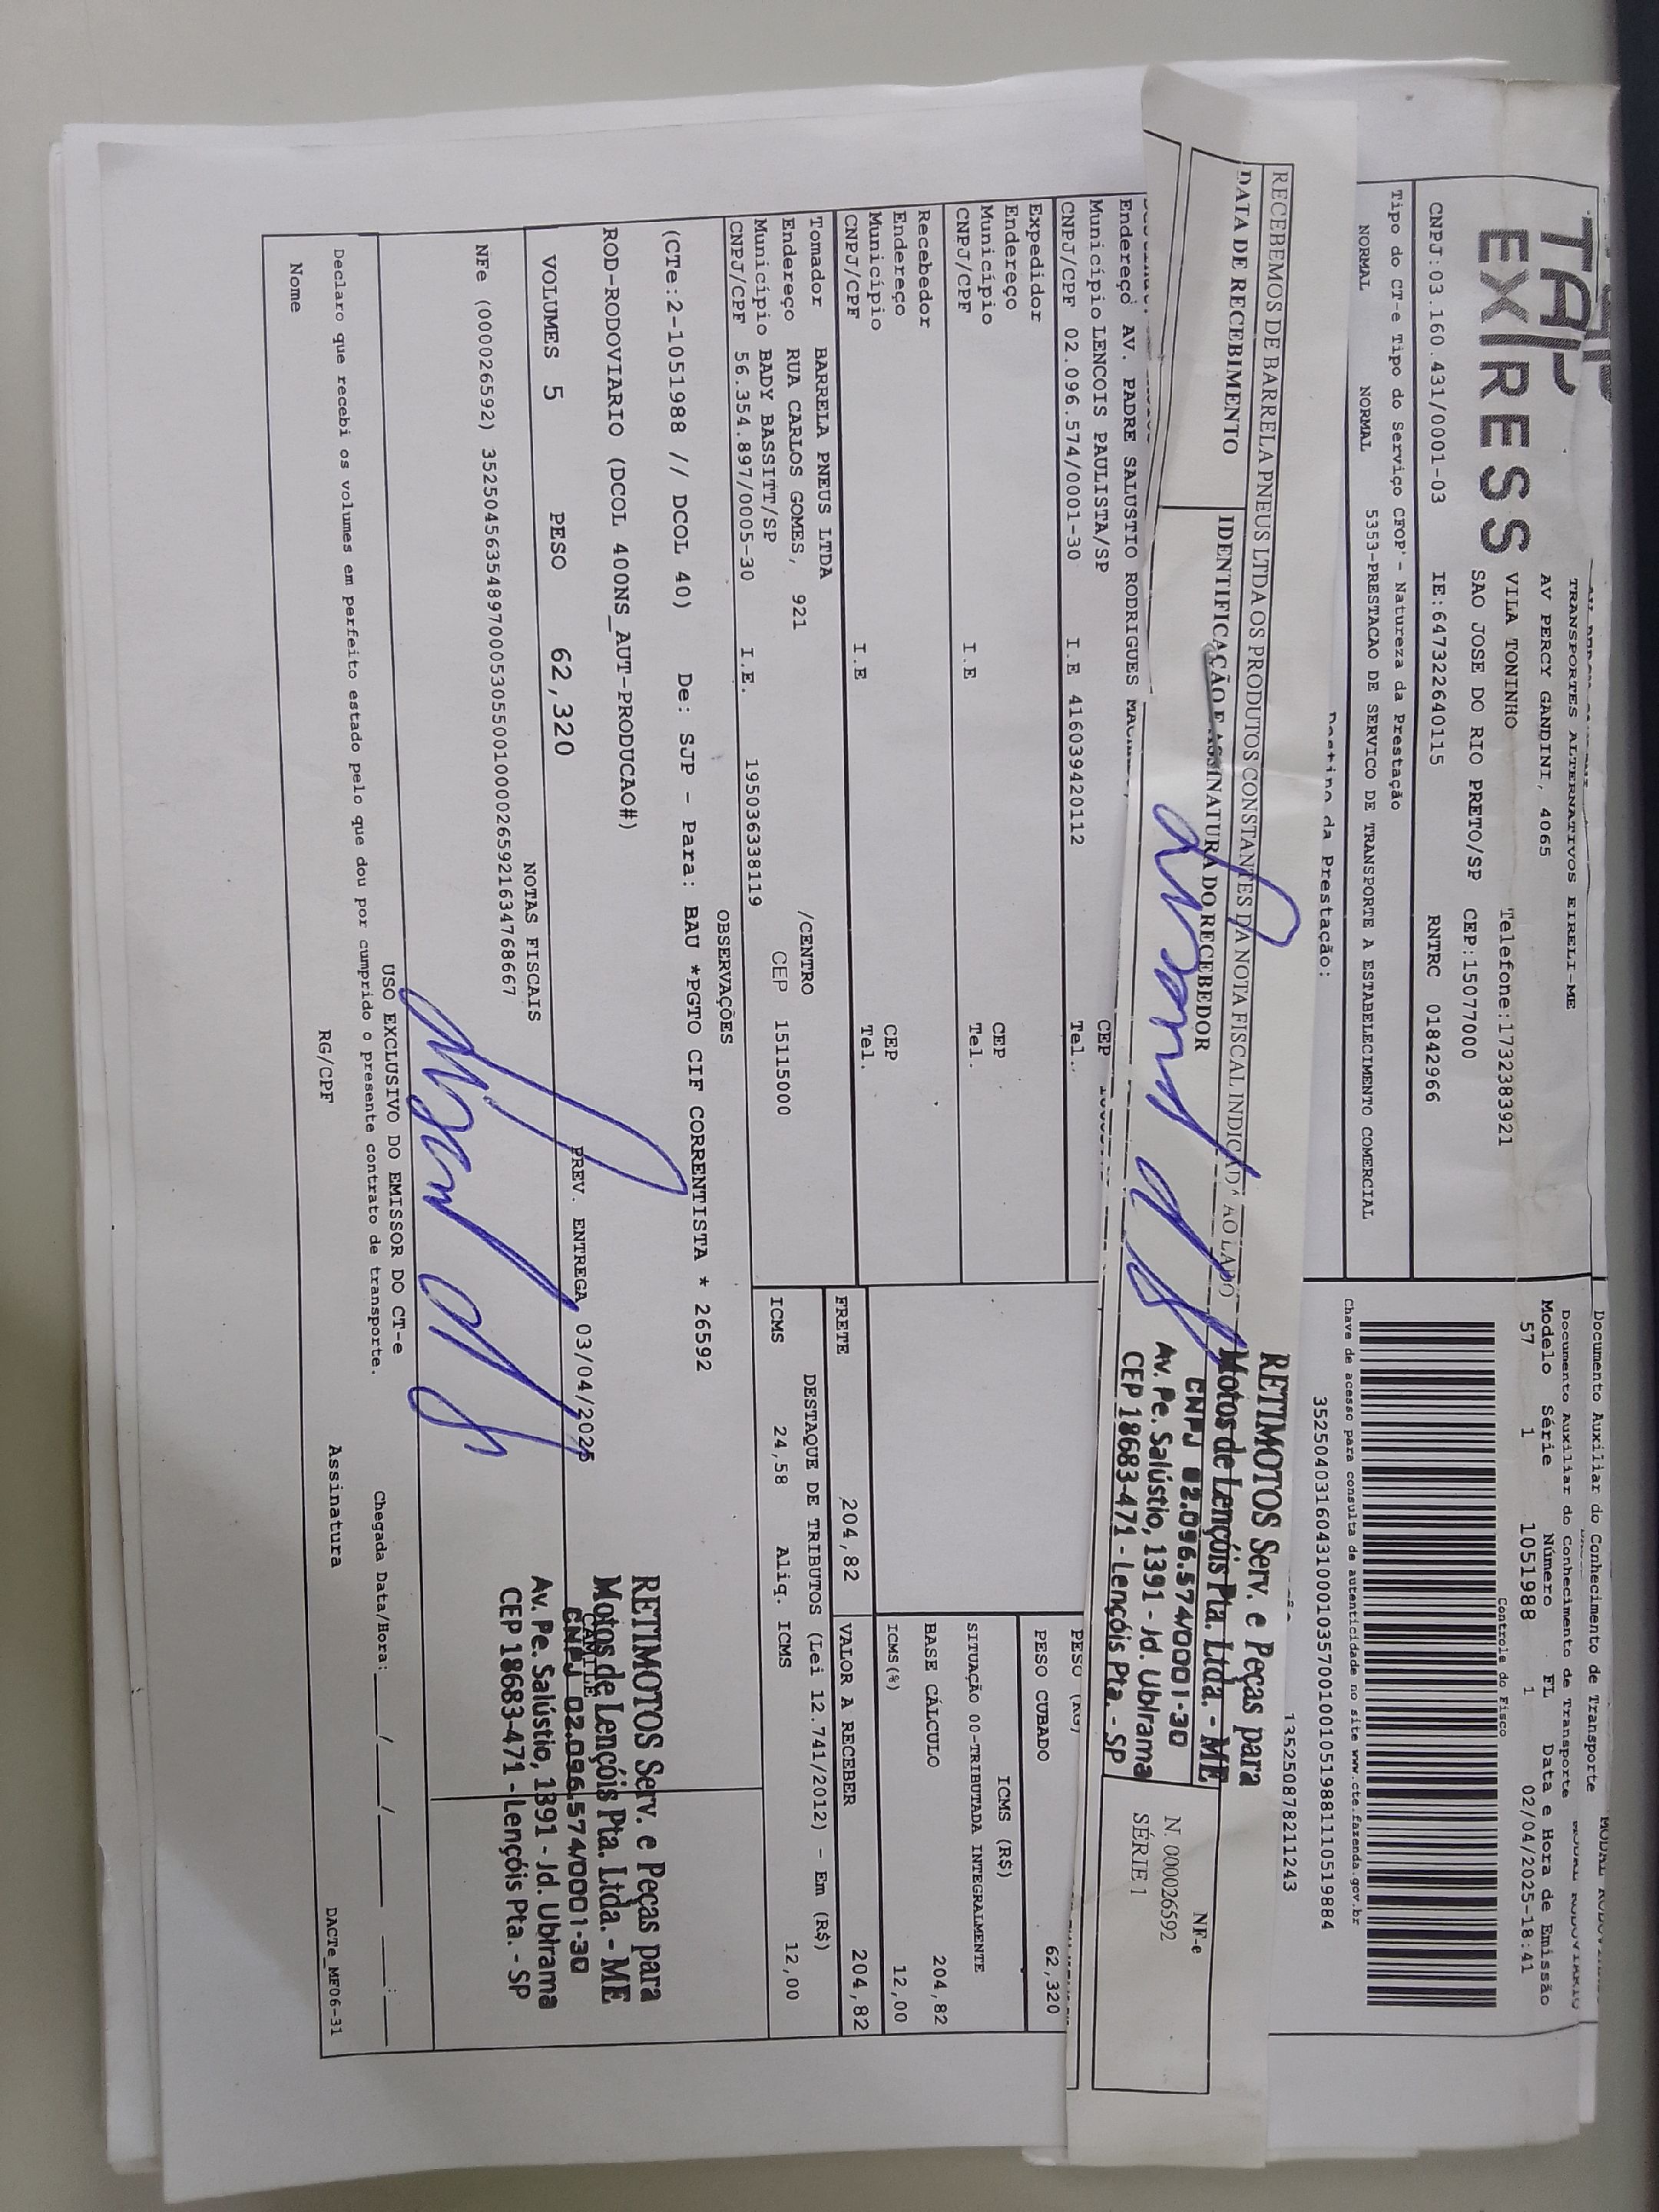 TAP
EXPRESS
TRANSPORTES ALTERNATIVOS EIRELI-ME
AV PERCY GANDINI, 4065
VILA TONINHO Telefone:1732383921
SAO JOSE DO RIO PRETO/SP CEP:15077000
CNPJ:03.160.431/0001-03 IE:647322640115 RNTRC 01842966
Documento Auxiliar do Conhecimento de Transporte
Documento Auxiliar do Conhecimento de Transporte
Modelo Série Número FL Data e Hora de Emissão
57 1 1051988 1 02/04/2025-18:41
Controle do Fisco
Tipo do CT-e Tipo do Serviço CFOP - Natureza da Prestação
NORMAL NORMAL 5353-PRESTACAO DE SERVICO DE TRANSPORTE A ESTABELECIMENTO COMERCIAL
Chave de acesso para consulta de autenticidade no site www.cte.fazenda.gov.br
35250403160431000103570010010519881110519884
Destino da Prestação:
135250878211243
RECEBEMOS DE BARRELA PNEUS LTDA OS PRODUTOS CONSTANTES DA NOTA FISCAL INDICADA AO LADO
DATA DE RECEBIMENTO IDENTIFICAÇÃO E ASSINATURA DO RECEBEDOR
NF-e
N. 000026592
SÉRIE 1
RETIMOTOS Serv. e Peças para
Motos de Lençóis Pta. Ltda. - ME
CNPJ 02.096.574/0001-30
Av. Pe. Salústio, 1391 - Jd. Ubirama
CEP 18683-471 - Lençóis Pta. - SP
Endereço AV. PADRE SALUSTIO RODRIGUES
Município LENCOIS PAULISTA/SP CEP
CNPJ/CPF 02.096.574/0001-30 I.E 416039420112 Tel.
PESO (KG)
PESO CUBADO 62,320
Expedidor
Endereço
Município CEP
CNPJ/CPF I.E Tel.
ICMS (R$)
SITUAÇÃO 00-TRIBUTADA INTEGRALMENTE
BASE CÁLCULO 204,82
ICMS(%) 12,00
Recebedor
Endereço
Município CEP
CNPJ/CPF I.E Tel.
FRETE 204,82 VALOR A RECEBER 204,82
Tomador BARRELA PNEUS LTDA
Endereço RUA CARLOS GOMES, 921 /CENTRO
Município BADY BASSITT/SP CEP 15115000
CNPJ/CPF 56.354.897/0005-30 I.E. 195036338119
DESTAQUE DE TRIBUTOS (Lei 12.741/2012) - Em (R$)
ICMS 24,58 Aliq. ICMS 12,00
OBSERVAÇÕES
(CTe:2-1051988 // DCOL 40) De: SJP - Para: BAU *PGTO CIF CORRENTISTA * 26592
ROD-RODOVIARIO (DCOL 400NS_AUT-PRODUCAO#)
VOLUMES 5 PESO 62,320 PREV. ENTREGA 03/04/2025
CAMILE
RETIMOTOS Serv. e Peças para
Motos de Lençóis Pta. Ltda. - ME
CNPJ 02.096.574/0001-30
Av. Pe. Salústio, 1391 - Jd. Ubirama
CEP 18683-471 - Lençóis Pta. - SP
NOTAS FISCAIS
NFe (000026592) 35250456354897000530550010000265921634768667
USO EXCLUSIVO DO EMISSOR DO CT-e
Declaro que recebi os volumes em perfeito estado pelo que dou por cumprido o presente contrato de transporte. Chegada Data/Hora:____/____/____ ___:___
Nome RG/CPF Assinatura DACTe_MF06-31